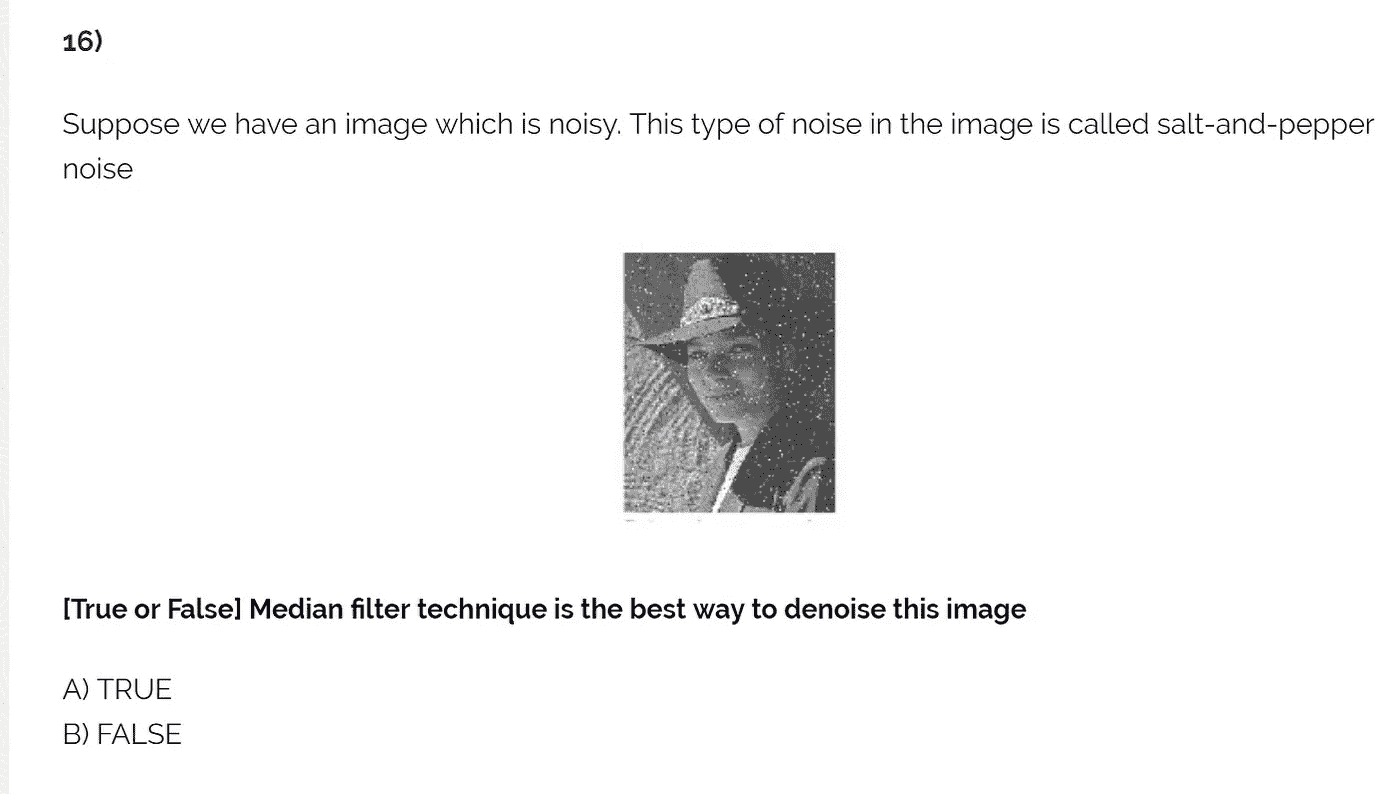 16)
Suppose we have an image which is noisy. This type of noise in the image is called salt-and-pepper
noise
[True or False] Median filter technique is the best way to denoise this image
A) TRUE
B) FALSE